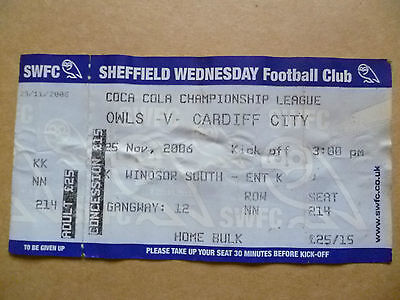 SWFC SHEFFIELD WEDNESDAY Football Club
23/11/2006 COCA COLA CHAMPIONSHIP LEAGUE
OWLS -V- CARDIFF CITY
25 Nov, 2006 Kick off 3:00 pm
KK K WINDSOR SOUTH - ENT K
NN ROW SEAT
214 GANGWAY: 12 NN 214
ADULT £25
CONCESSION £15
HOME BULK £25/15
SWFC
www.swfc.co.uk
TO BE GIVEN UP PLEASE TAKE UP YOUR SEAT 30 MINUTES BEFORE KICK-OFF